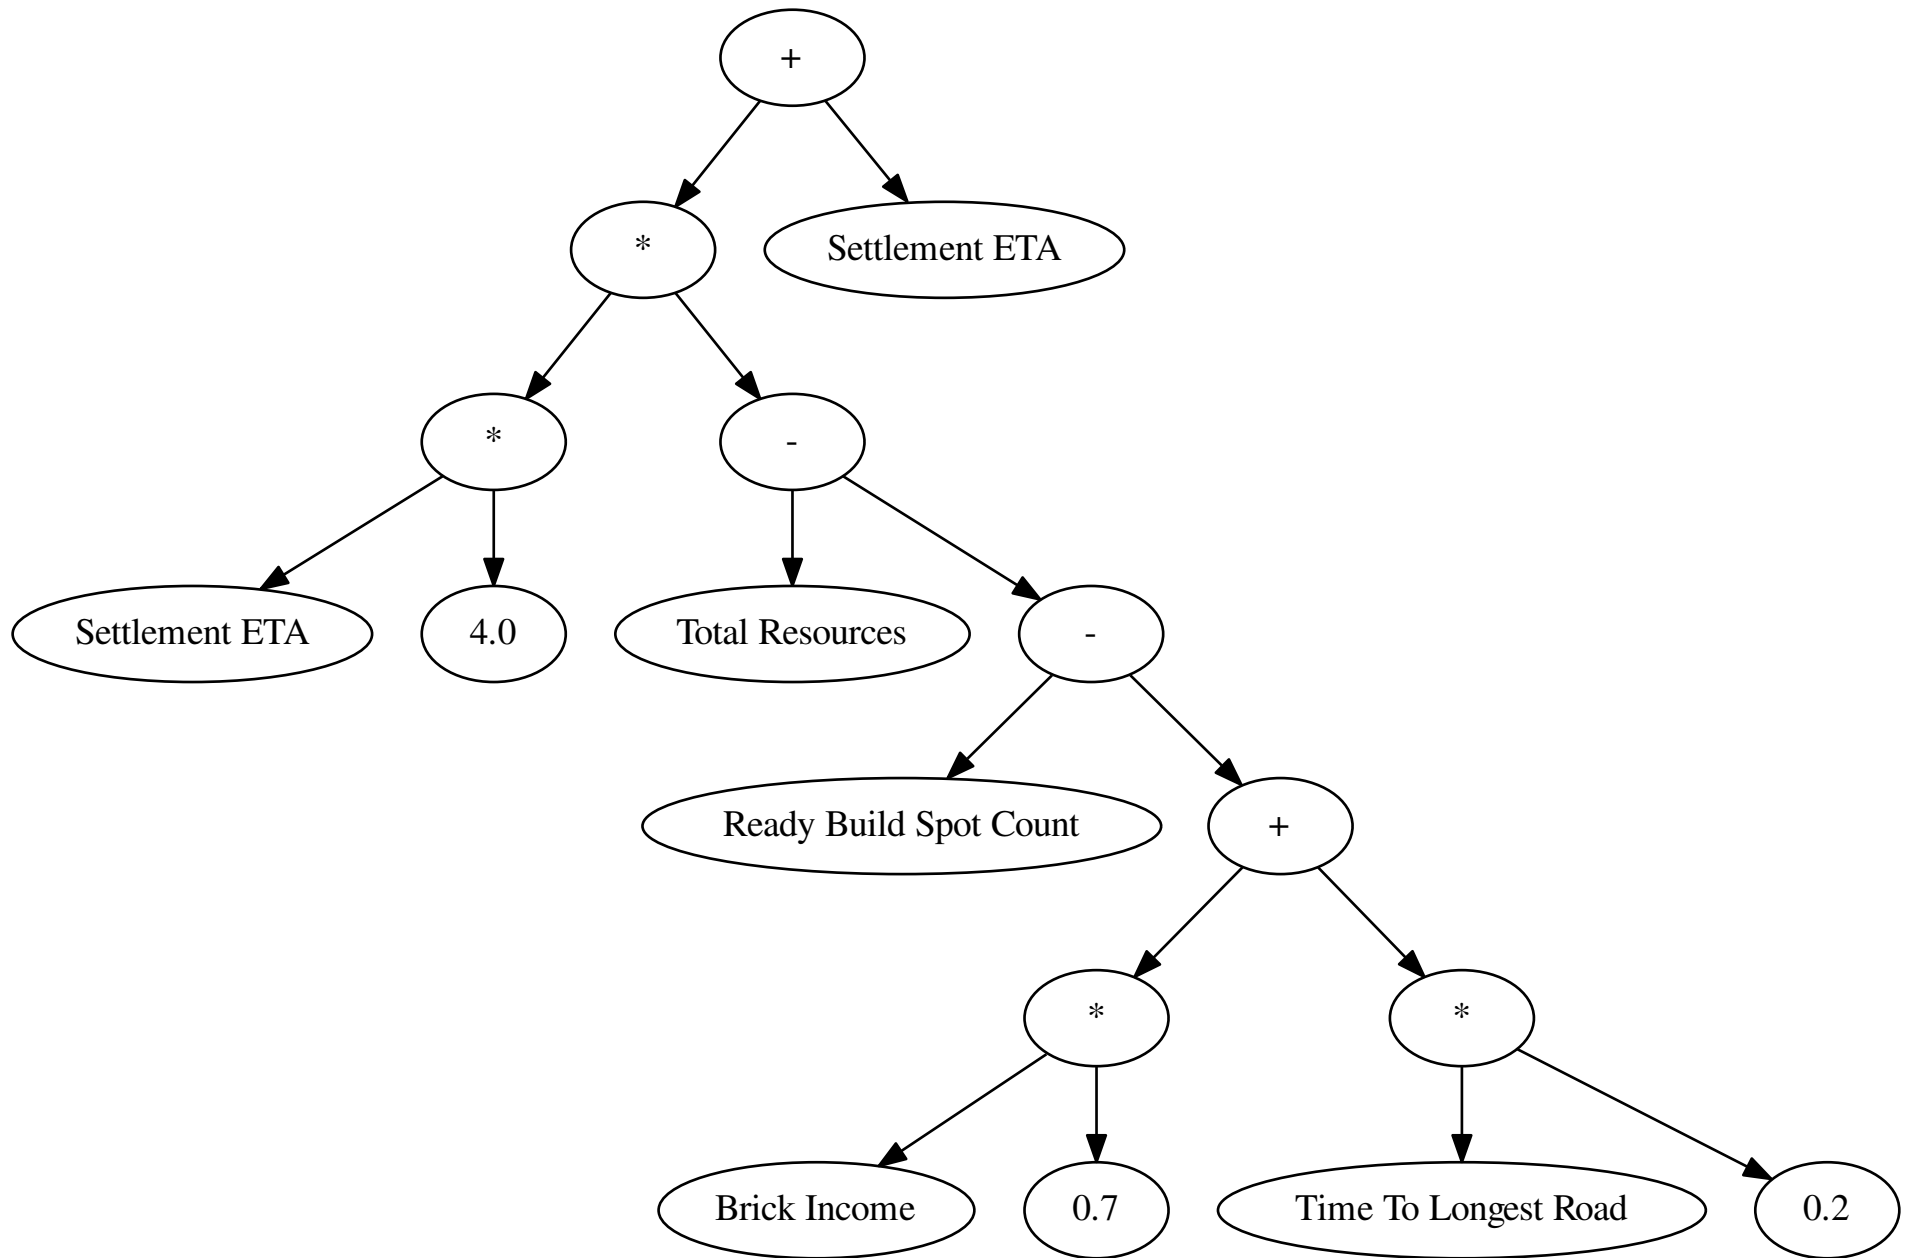 +
*
Settlement ETA
*
-
Settlement ETA
4.0
Total Resources
-
Ready Build Spot Count
+
*
*
Brick Income
0.7
Time To Longest Road
0.2